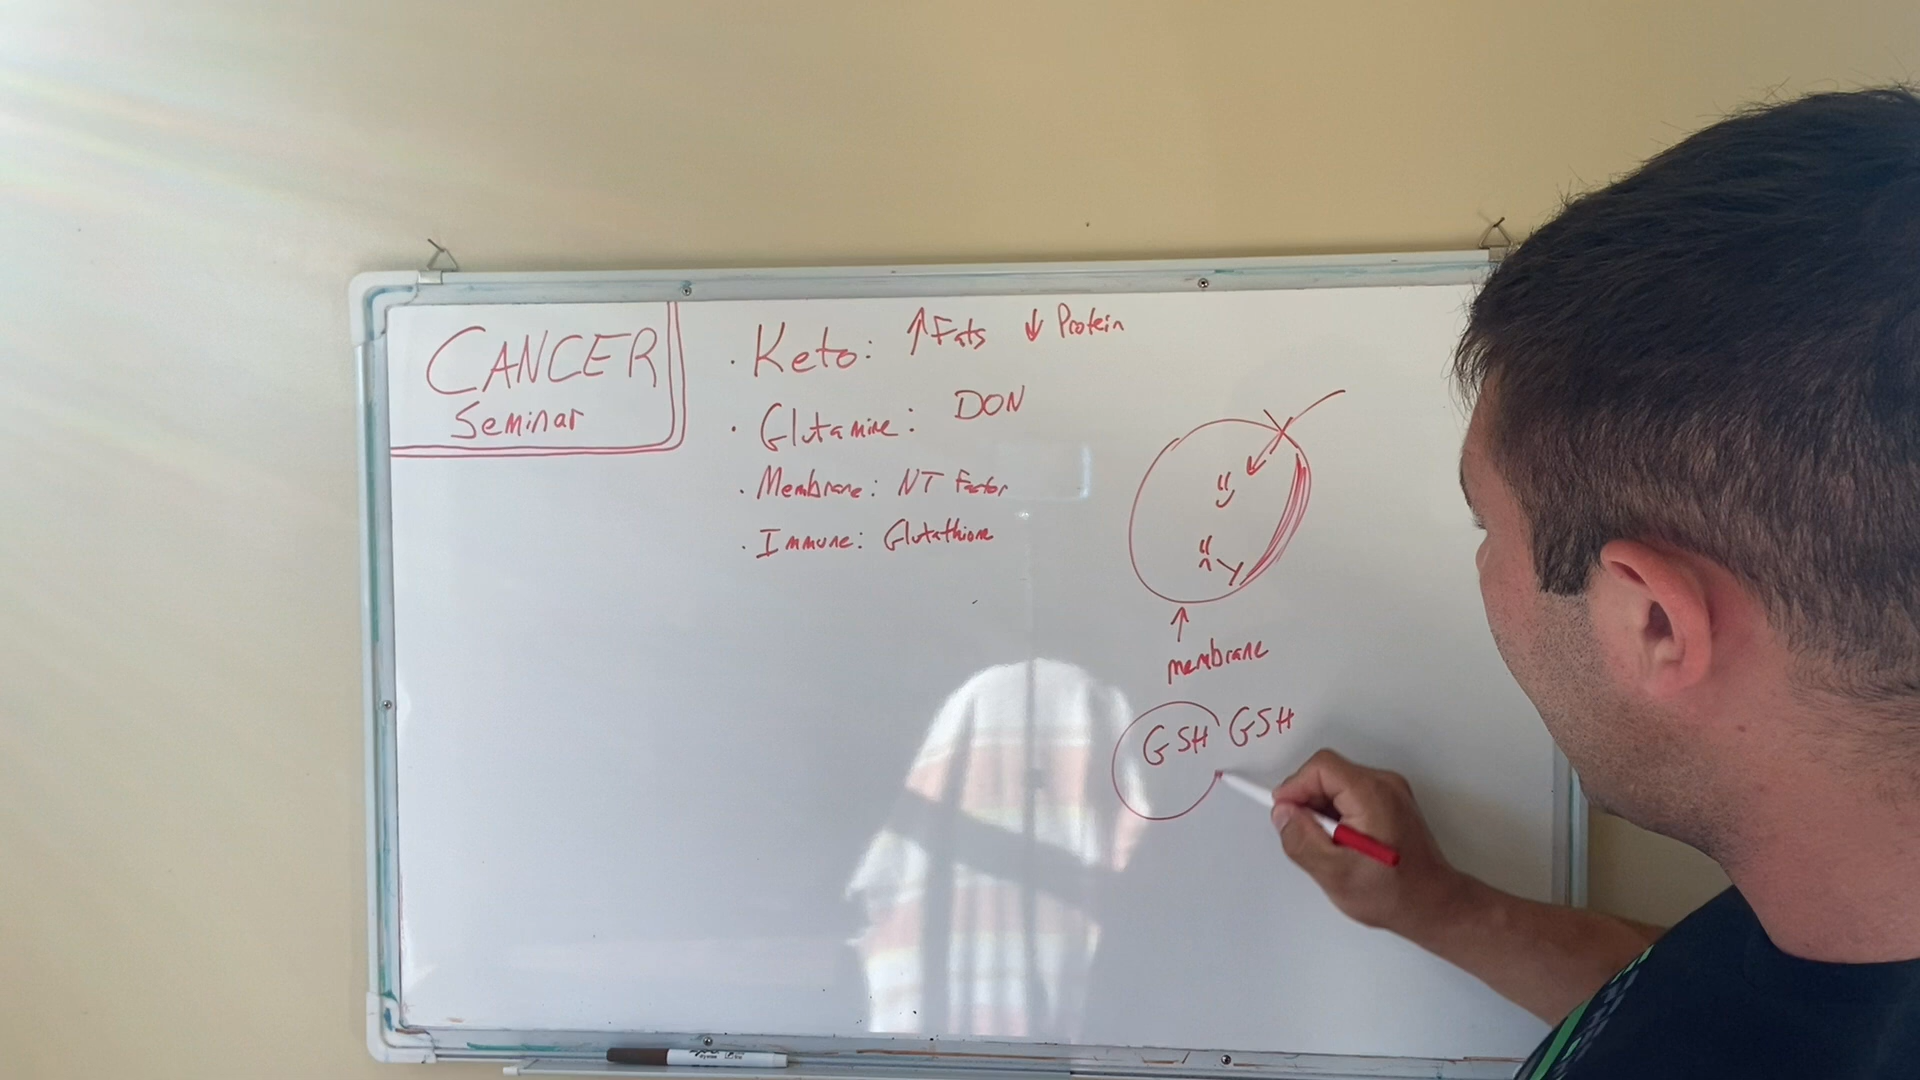 CANCER
Seminar
· Keto: ↑ Fats ↓ Protein
· Glutamine: DON
· Membrane: NT Factor
· Immune: Glutathione
membrane
GSH GSH